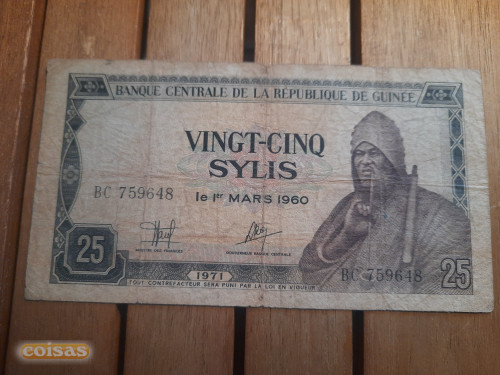 BANQUE CENTRALE DE LA RÉPUBLIQUE DE GUINÉE
VINGT-CINQ
SYLIS
BC 759648
le 1er MARS 1960
BC 759648
25
1971
25
TOUT CONTREFACTEUR SERA PUNI PAR LA LOI EN VIGUEUR
coisas